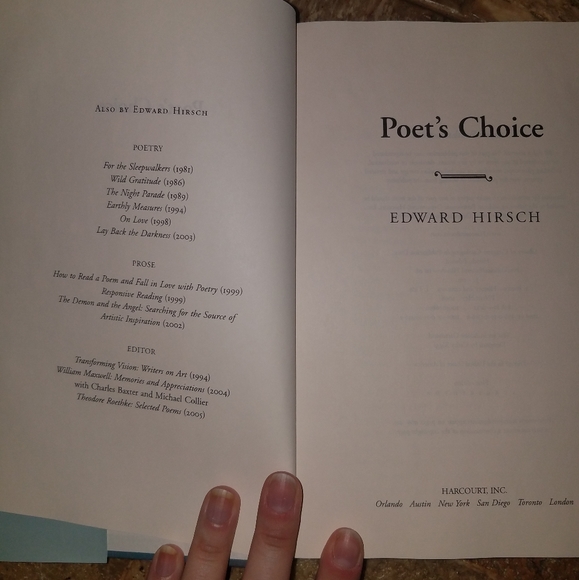 ALSO BY EDWARD HIRSCH
POETRY
For the Sleepwalkers (1981)
Wild Gratitude (1986)
The Night Parade (1989)
Earthly Measures (1994)
On Love (1998)
Lay Back the Darkness (2003)
PROSE
How to Read a Poem and Fall in Love with Poetry (1999)
Responsive Reading (1999)
The Demon and the Angel: Searching for the Source of
Artistic Inspiration (2002)
EDITOR
Transforming Vision: Writers on Art (1994)
William Maxwell: Memories and Appreciations (2004)
with Charles Baxter and Michael Collier
Theodore Roethke: Selected Poems (2005)
Poet's Choice
EDWARD HIRSCH
HARCOURT, INC.
Orlando Austin New York San Diego Toronto London